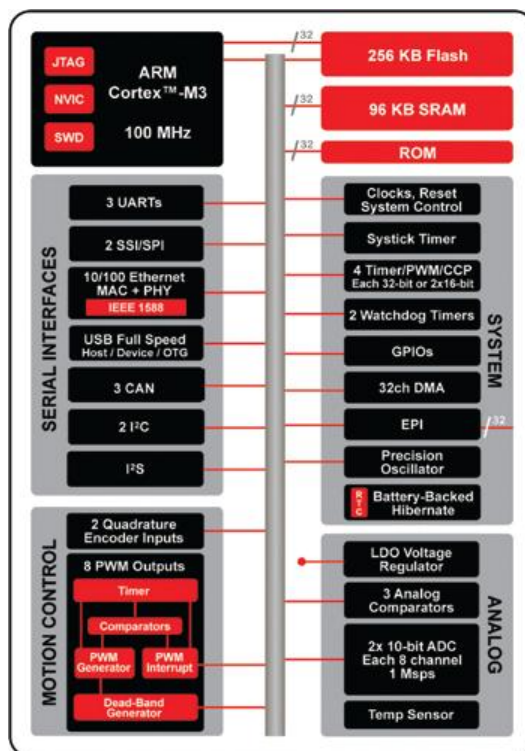 JTAG
NVIC
SWD
ARM
Cortex™-M3
100 MHz
32
256 KB Flash
32
96 KB SRAM
32
ROM
SERIAL INTERFACES
3 UARTs
2 SSI/SPI
10/100 Ethernet
MAC + PHY
IEEE 1588
USB Full Speed
Host / Device / OTG
3 CAN
2 I²C
I²S
SYSTEM
Clocks, Reset
System Control
Systick Timer
4 Timer/PWM/CCP
Each 32-bit or 2x16-bit
2 Watchdog Timers
GPIOs
32ch DMA
EPI
32
Precision
Oscillator
RTC
Battery-Backed
Hibernate
MOTION CONTROL
2 Quadrature
Encoder Inputs
8 PWM Outputs
Timer
Comparators
PWM
Generator
PWM
Interrupt
Dead-Band
Generator
ANALOG
LDO Voltage
Regulator
3 Analog
Comparators
2x 10-bit ADC
Each 8 channel
1 Msps
Temp Sensor